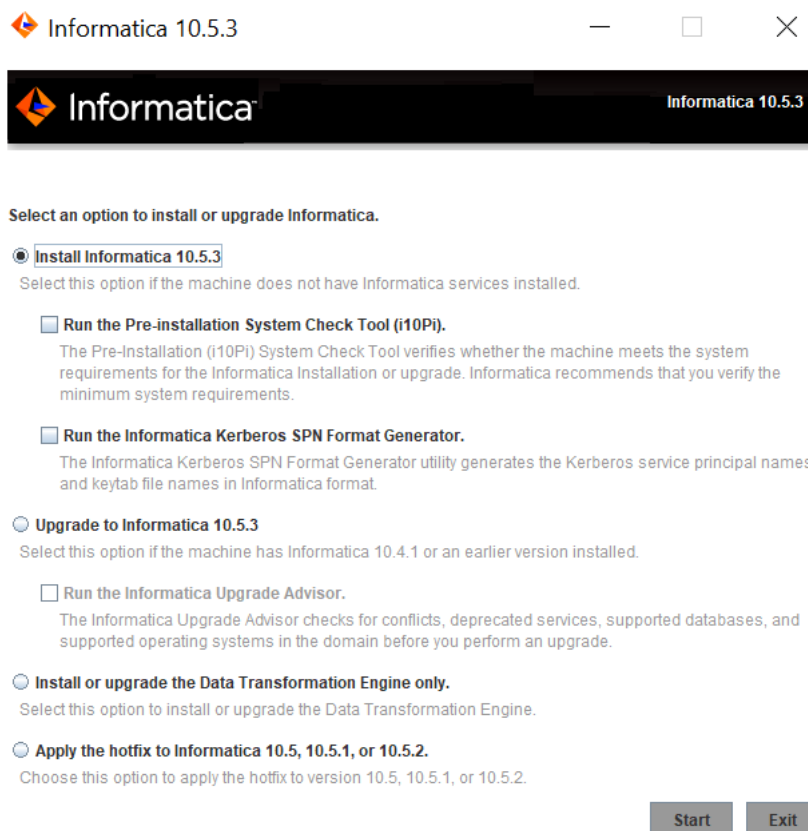 Informatica 10.5.3
Informatica
Informatica 10.5.3
Select an option to install or upgrade Informatica.
Install Informatica 10.5.3
Select this option if the machine does not have Informatica services installed.
Run the Pre-installation System Check Tool (i10Pi).
The Pre-Installation (i10Pi) System Check Tool verifies whether the machine meets the system
requirements for the Informatica Installation or upgrade. Informatica recommends that you verify the
minimum system requirements.
Run the Informatica Kerberos SPN Format Generator.
The Informatica Kerberos SPN Format Generator utility generates the Kerberos service principal names
and keytab file names in Informatica format.
Upgrade to Informatica 10.5.3
Select this option if the machine has Informatica 10.4.1 or an earlier version installed.
Run the Informatica Upgrade Advisor.
The Informatica Upgrade Advisor checks for conflicts, deprecated services, supported databases, and
supported operating systems in the domain before you perform an upgrade.
Install or upgrade the Data Transformation Engine only.
Select this option to install or upgrade the Data Transformation Engine.
Apply the hotfix to Informatica 10.5, 10.5.1, or 10.5.2.
Choose this option to apply the hotfix to version 10.5, 10.5.1, or 10.5.2.
Start Exit